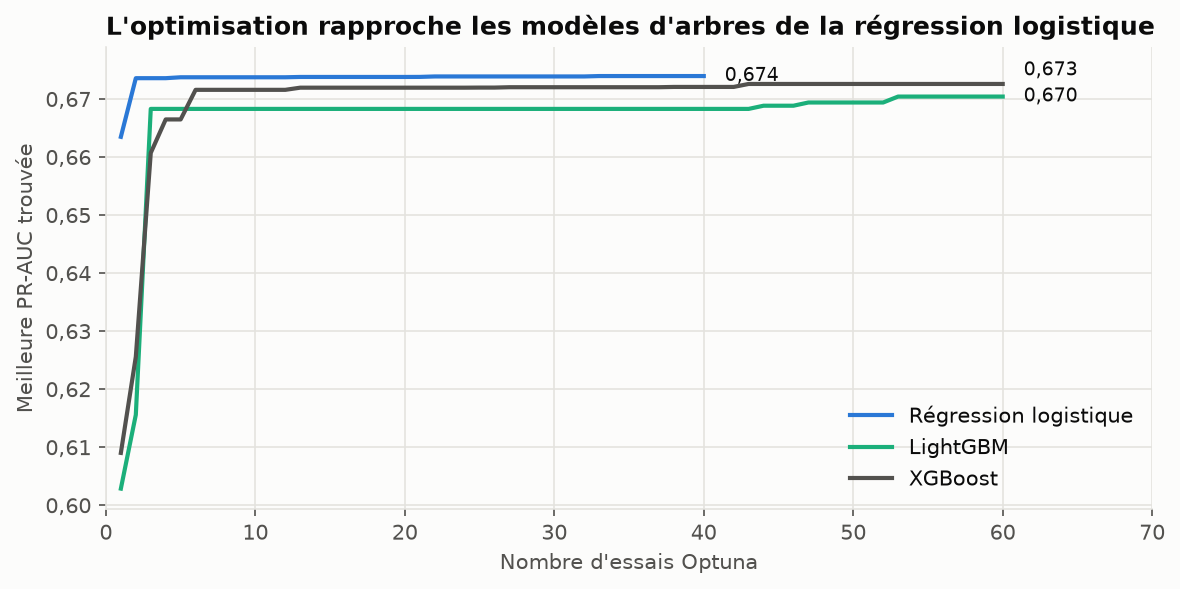 L'optimisation rapproche les modèles d'arbres de la régression logistique
Meilleure PR-AUC trouvée
0,67
0,66
0,65
0,64
0,63
0,62
0,61
0,60
0,674
0,673
0,670
Régression logistique
LightGBM
XGBoost
0 10 20 30 40 50 60 70
Nombre d'essais Optuna